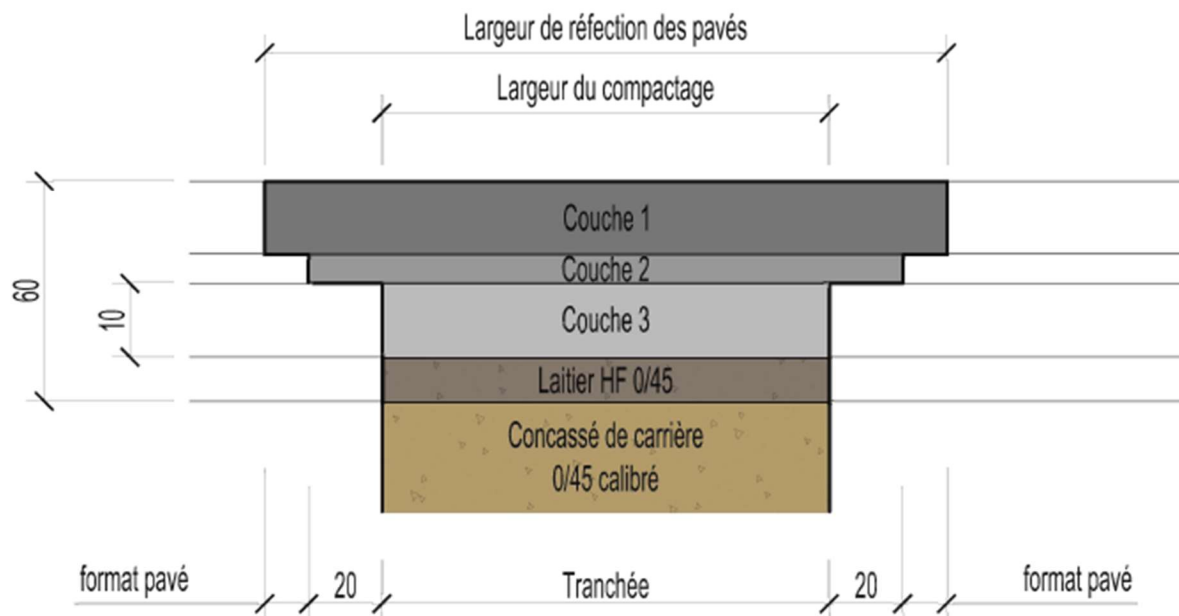 Largeur de réfection des pavés
Largeur du compactage
Couche 1
Couche 2
60
10
Couche 3
Laitier HF 0/45
Concassé de carrière
0/45 calibré
format pavé
20
Tranchée
20
format pavé